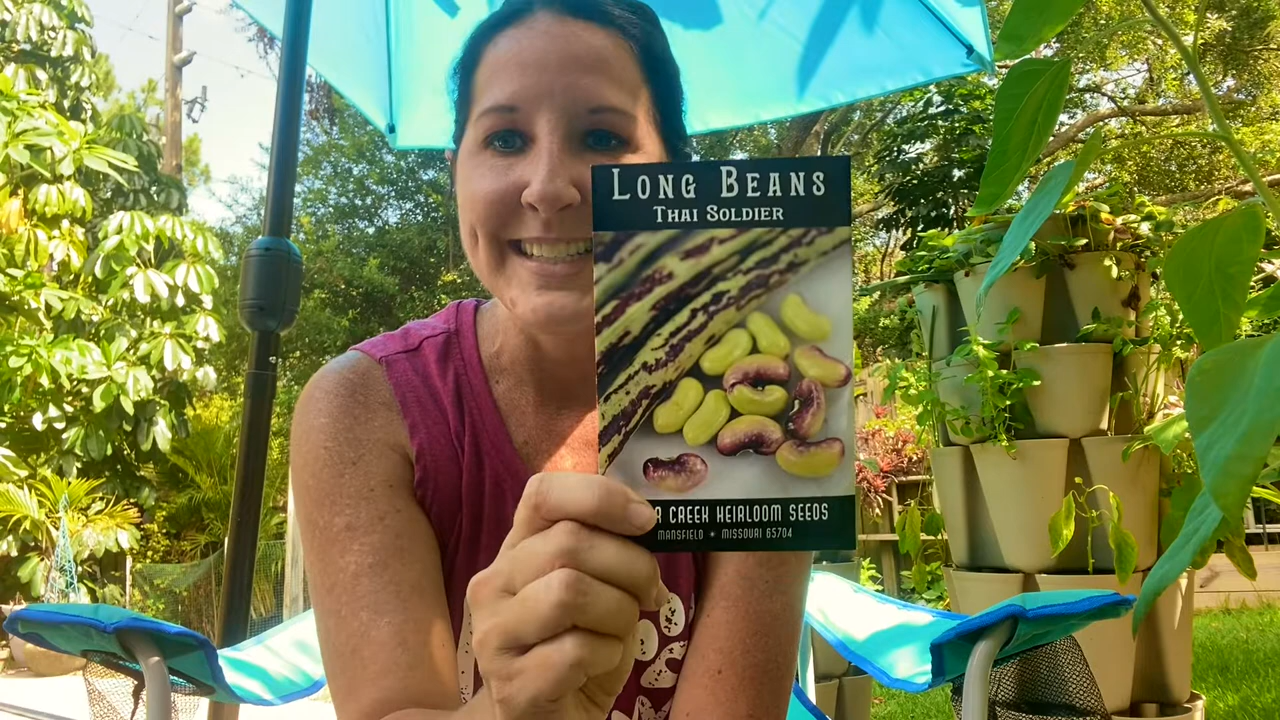 LONG BEANS
THAI SOLDIER
CREEK HEIRLOOM SEEDS
MANSFIELD * MISSOURI 65704